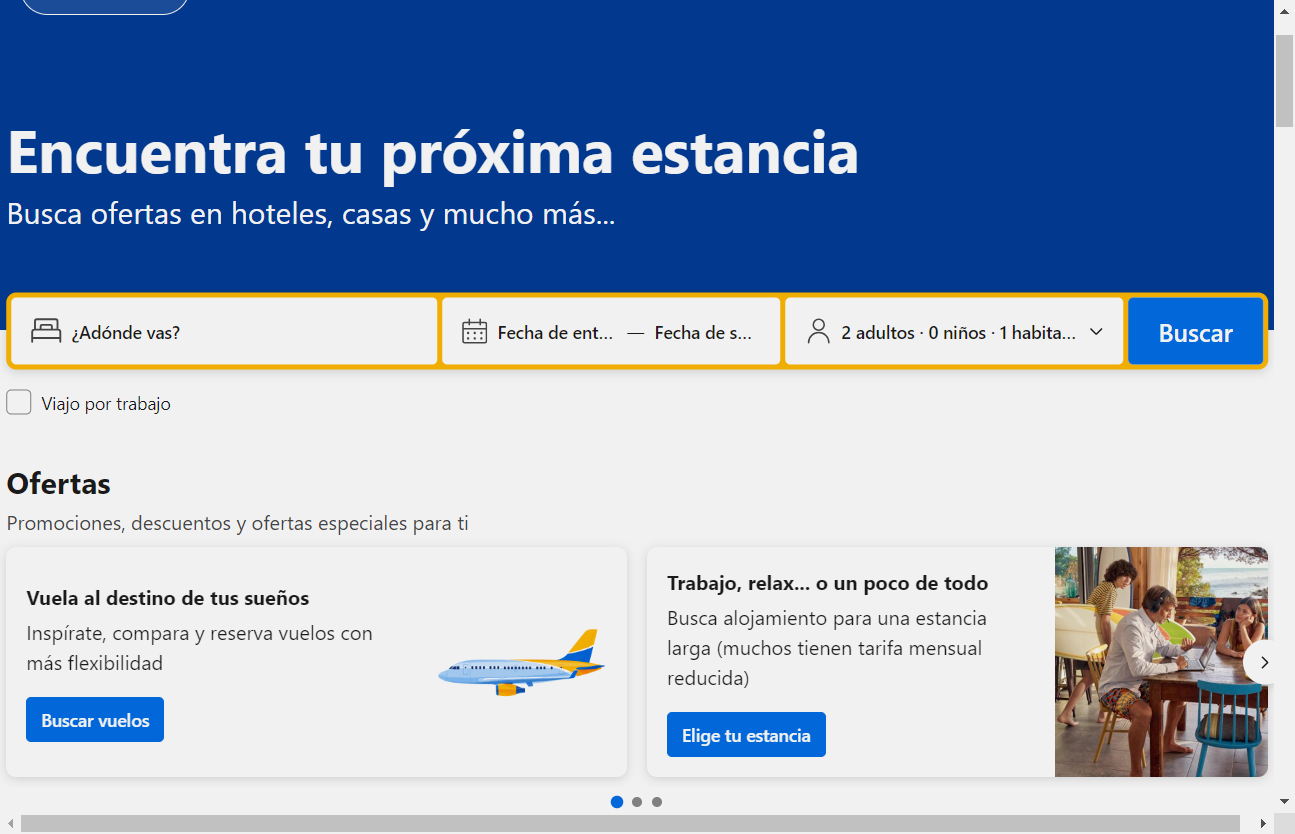 Encuentra tu próxima estancia
Busca ofertas en hoteles, casas y mucho más...
¿Adónde vas?
Fecha de ent... — Fecha de s...
2 adultos · 0 niños · 1 habita...
Buscar
Viajo por trabajo
Ofertas
Promociones, descuentos y ofertas especiales para ti
Vuela al destino de tus sueños
Inspírate, compara y reserva vuelos con
más flexibilidad
Buscar vuelos
Trabajo, relax... o un poco de todo
Busca alojamiento para una estancia
larga (muchos tienen tarifa mensual
reducida)
Elige tu estancia